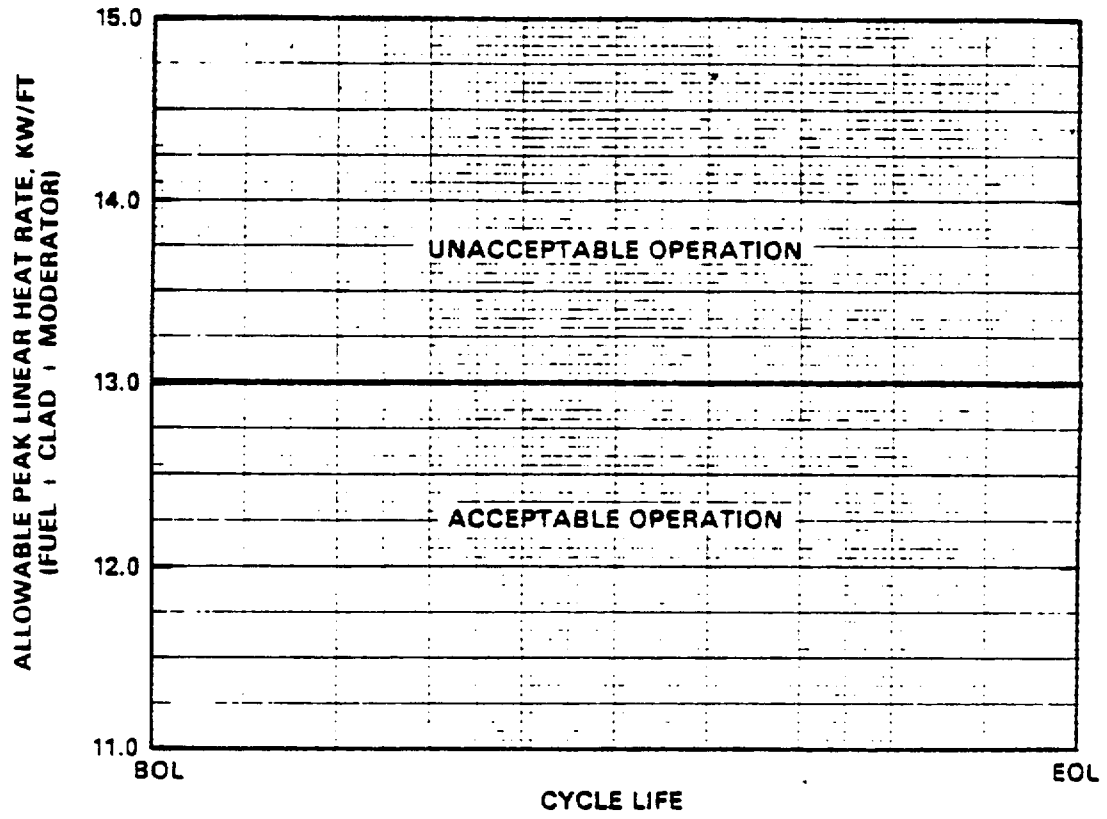 ALLOWABLE PEAK LINEAR HEAT RATE, KW/FT
(FUEL + CLAD + MODERATOR)
15.0
14.0
UNACCEPTABLE OPERATION
13.0
ACCEPTABLE OPERATION
12.0
11.0
BOL
EOL
CYCLE LIFE